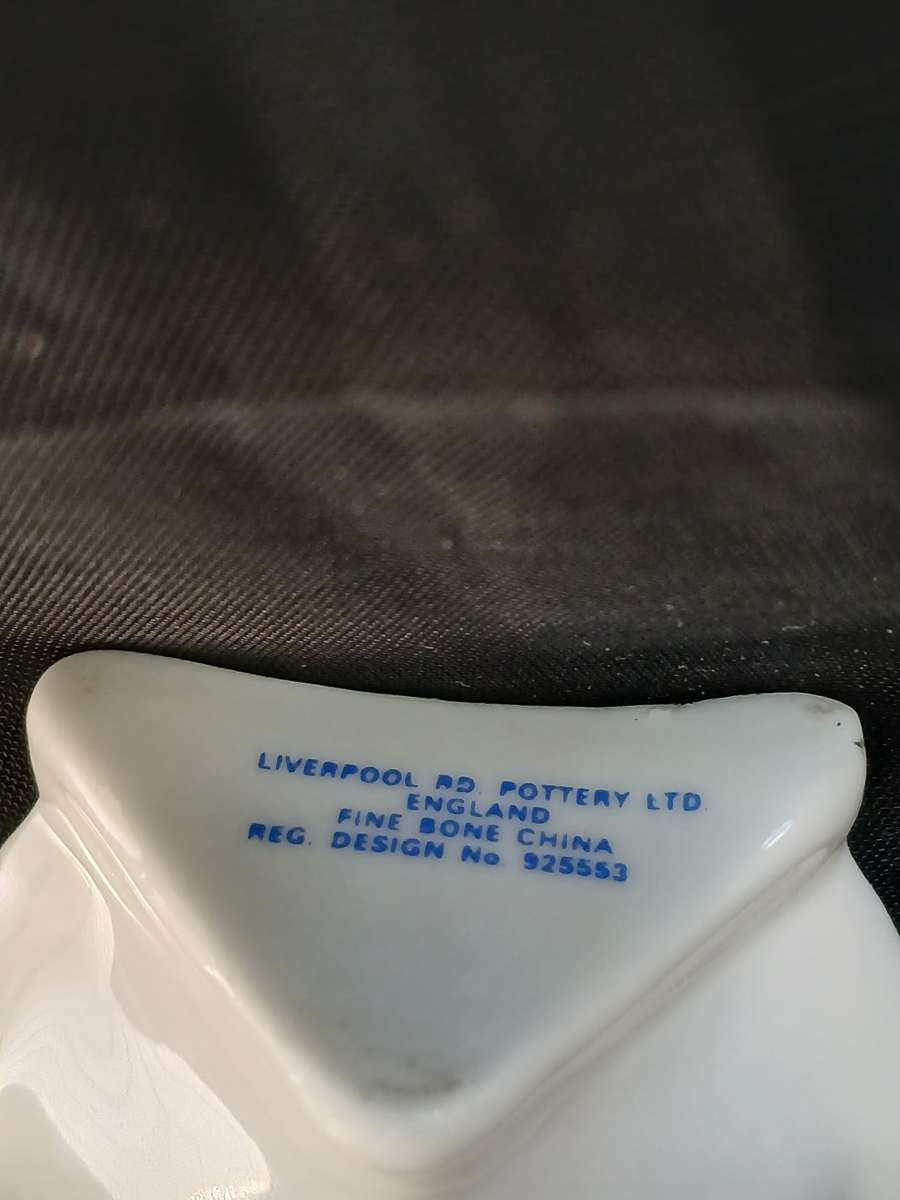 LIVERPOOL RD. POTTERY LTD.
ENGLAND
FINE BONE CHINA
REG. DESIGN No. 925553